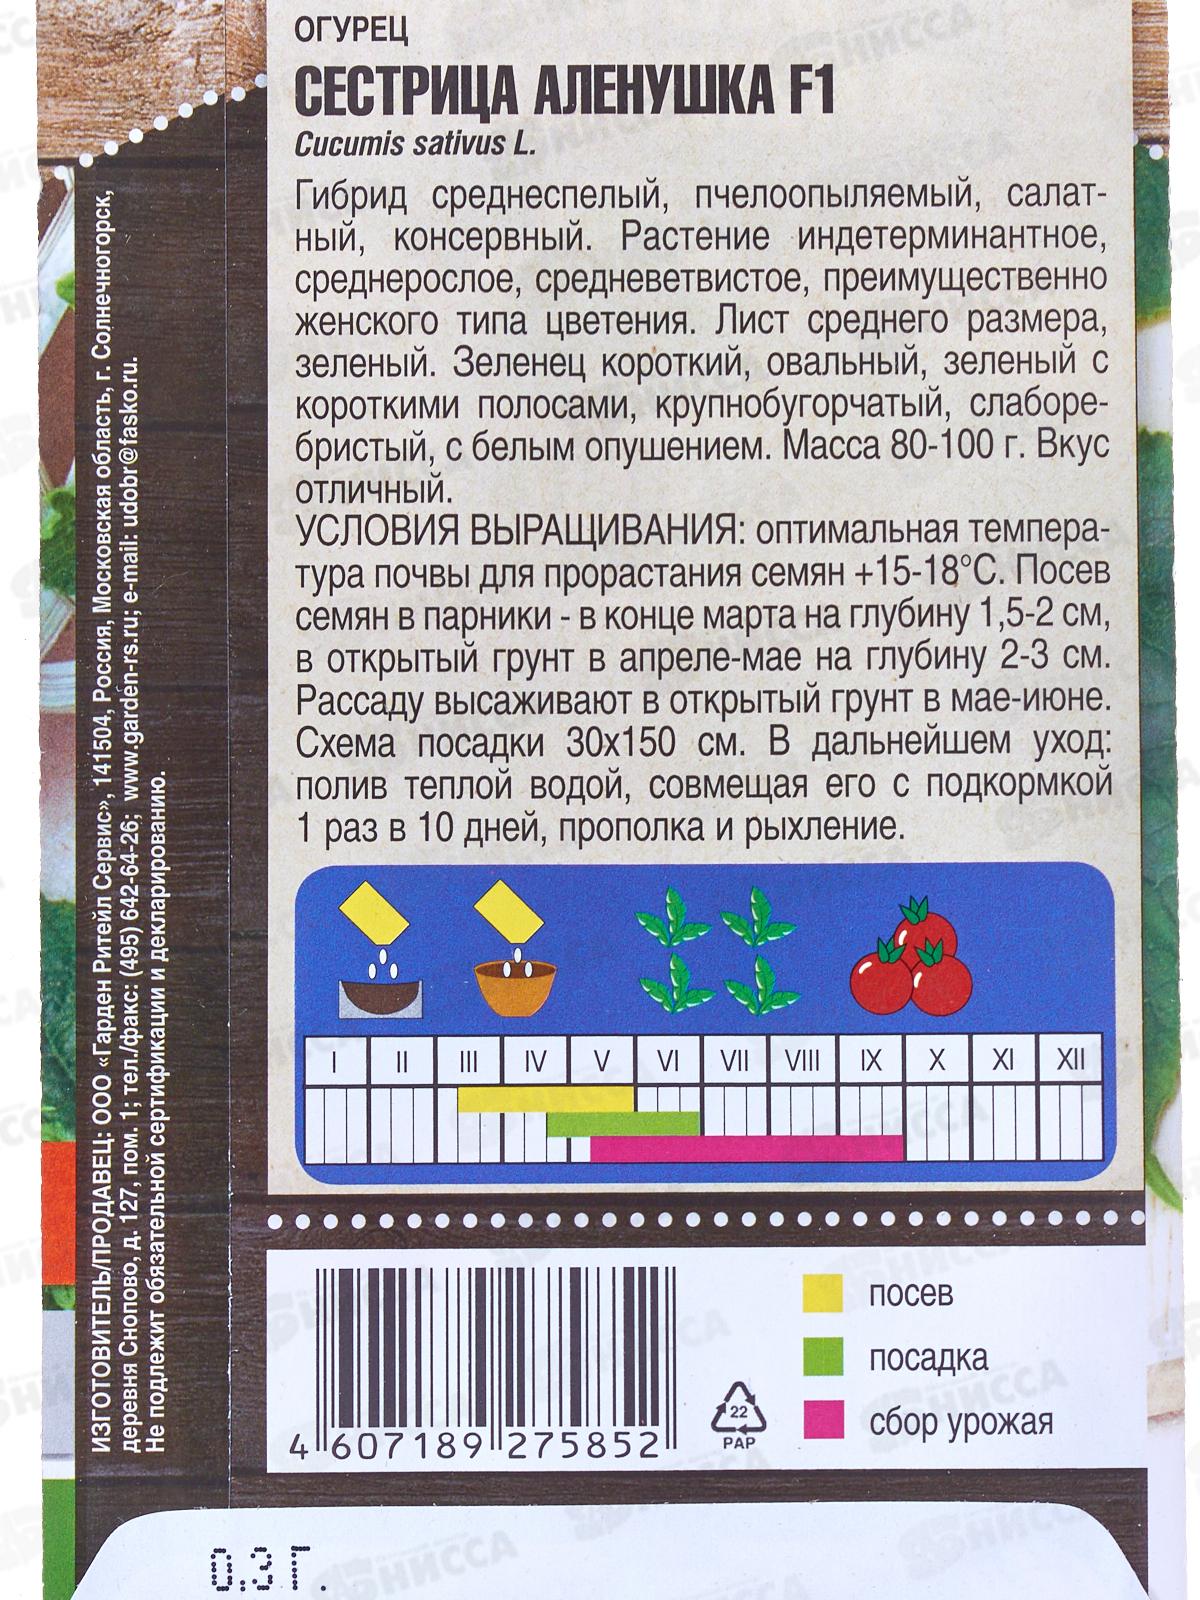 ОГУРЕЦ
СЕСТРИЦА АЛЕНУШКА F1
Cucumis sativus L.
Гибрид среднеспелый, пчелоопыляемый, салат-
ный, консервный. Растение индетерминантное,
среднерослое, средневетвистое, преимущественно
женского типа цветения. Лист среднего размера,
зеленый. Зеленец короткий, овальный, зеленый с
короткими полосами, крупнобугорчатый, слаборе-
бристый, с белым опушением. Масса 80-100 г. Вкус
отличный.
УСЛОВИЯ ВЫРАЩИВАНИЯ: оптимальная темпера-
тура почвы для прорастания семян +15-18°С. Посев
семян в парники - в конце марта на глубину 1,5-2 см,
в открытый грунт в апреле-мае на глубину 2-3 см.
Рассаду высаживают в открытый грунт в мае-июне.
Схема посадки 30х150 см. В дальнейшем уход:
полив теплой водой, совмещая его с подкормкой
1 раз в 10 дней, прополка и рыхление.
I II III IV V VI VII VIII IX X XI XII
посев
посадка
сбор урожая
22
PAP
4 607189 275852
0.3 Г.
ИЗГОТОВИТЕЛЬ/ПРОДАВЕЦ: ООО «Гарден Ритейл Сервис», 141504, Россия, Московская область, г. Солнечногорск,
деревня Снопово, д. 127, пом. 1; тел./факс: (495) 642-64-26; www.garden-rs.ru; e-mail: udobr@fasko.ru.
Не подлежит обязательной сертификации и декларированию.